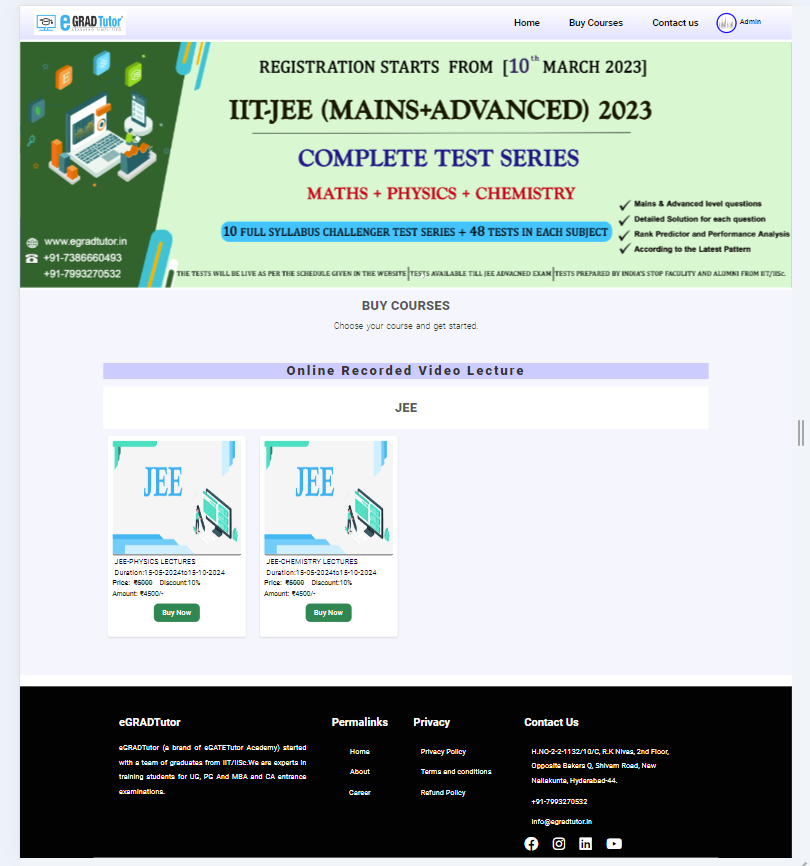 eGRADTutor
Home
Buy Courses
Contact us
Admin
REGISTRATION STARTS FROM [10th MARCH 2023]
IIT-JEE (MAINS+ADVANCED) 2023
COMPLETE TEST SERIES
MATHS + PHYSICS + CHEMISTRY
10 FULL SYLLABUS CHALLENGER TEST SERIES + 48 TESTS IN EACH SUBJECT
Mains & Advanced level questions
Detailed Solution for each question
Rank Predictor and Performance Analysis
According to the Latest Pattern
www.egradtutor.in
+91-7386660493
+91-7993270532
THE TESTS WILL BE LIVE AS PER THE SCHEDULE GIVEN IN THE WEBSITE|TESTS AVAILABLE TILL JEE ADVACNED EXAM|TESTS PREPARED BY INDIA'S STOP FACULITY AND ALUMNI FROM IIT/IISc.
BUY COURSES
Choose your course and get started.
Online Recorded Video Lecture
JEE
JEE
JEE-PHYSICS LECTURES
Duration:15-05-2024to15-10-2024
Price: ₹5000 Discount:10%
Amount: ₹4500/-
Buy Now
JEE
JEE-CHEMISTRY LECTURES
Duration:15-05-2024to15-10-2024
Price: ₹5000 Discount:10%
Amount: ₹4500/-
Buy Now
eGRADTutor
eGRADTutor (a brand of eGATETutor Academy) started
with a team of graduates from IIT/IISc.We are experts in
training students for UG, PG And MBA and CA entrance
examinations.
Permalinks
Home
About
Career
Privacy
Privacy Policy
Terms and conditions
Refund Policy
Contact Us
H.NO-2-2-1132/10/C, R.K Nivas, 2nd Floor,
Opposite Bakers Q, Shivam Road, New
Nallakunta, Hyderabad-44.
+91-7993270532
info@egradtutor.in